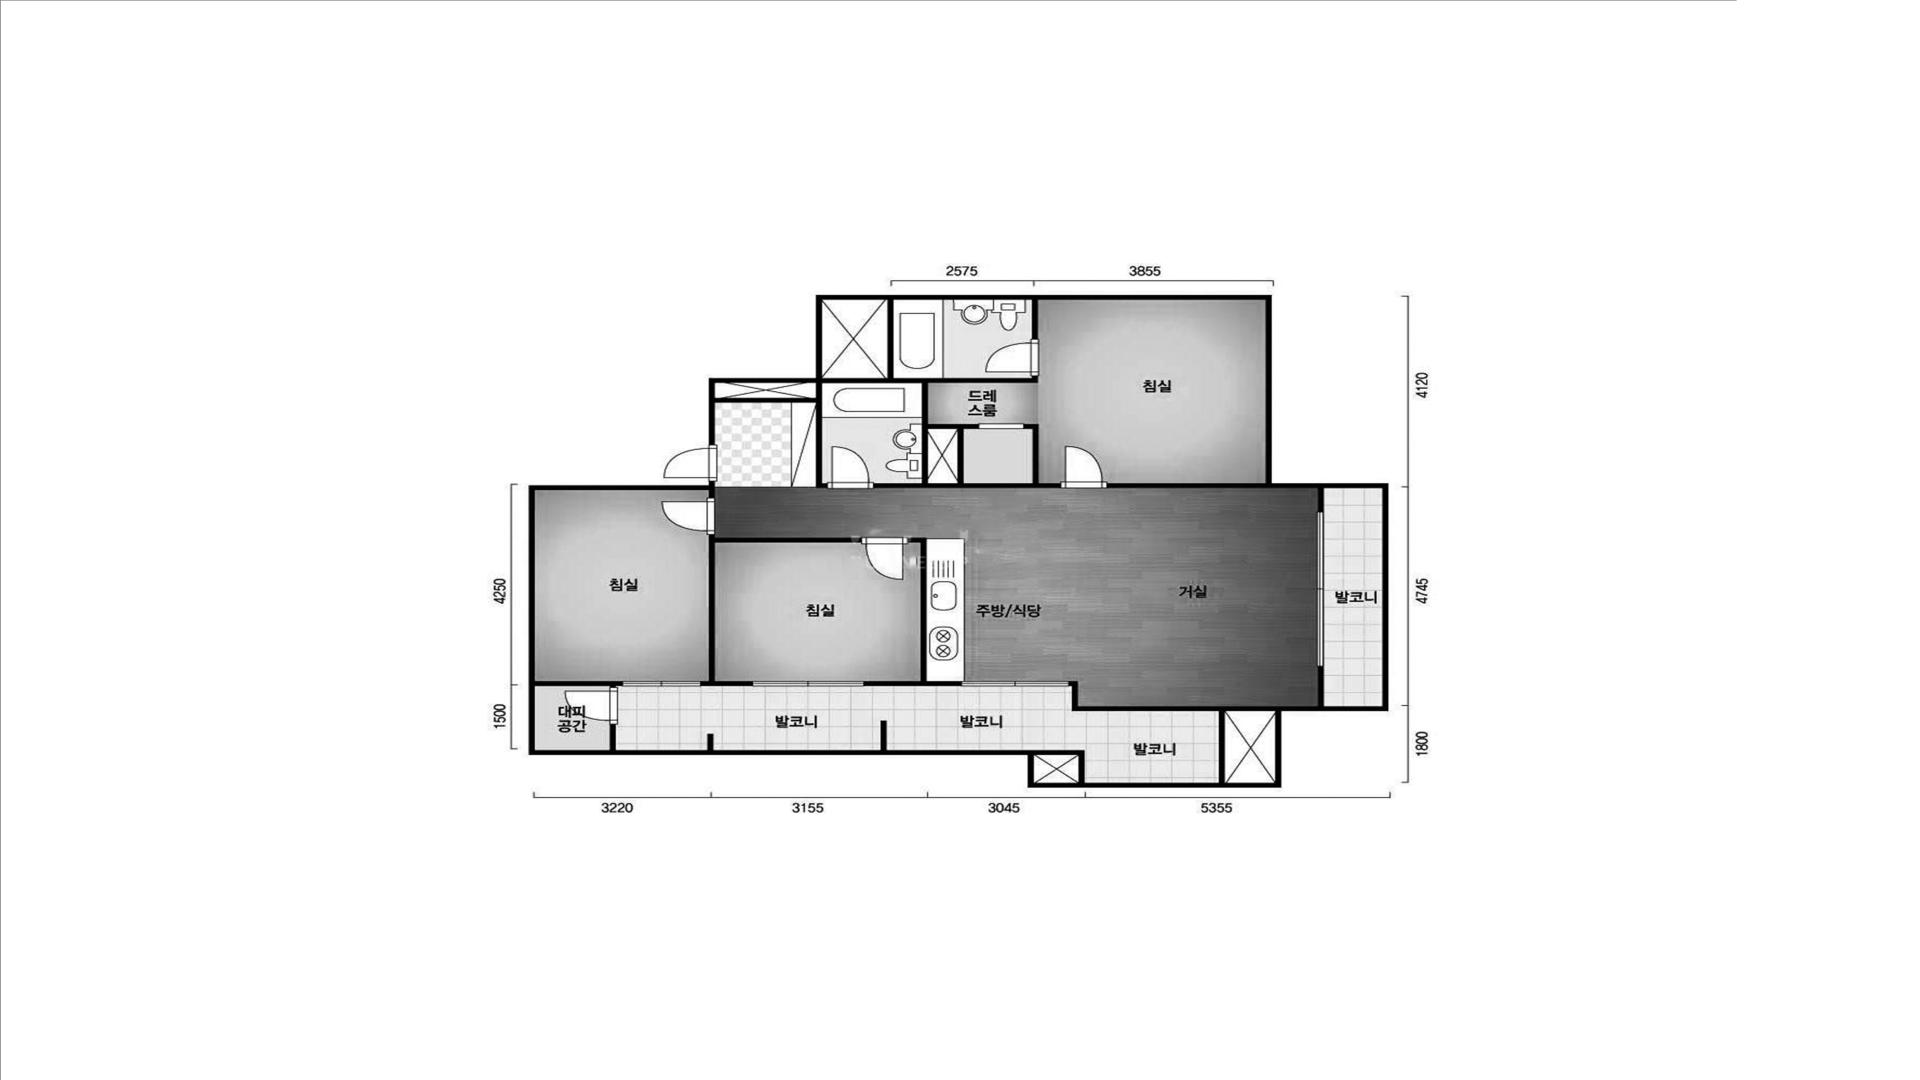 2575
3855
침실
4120
드레
스룸
4250
침실
침실
주방/식당
거실
발코니
4745
1500
대피
공간
발코니
발코니
발코니
1800
3220
3155
3045
5355